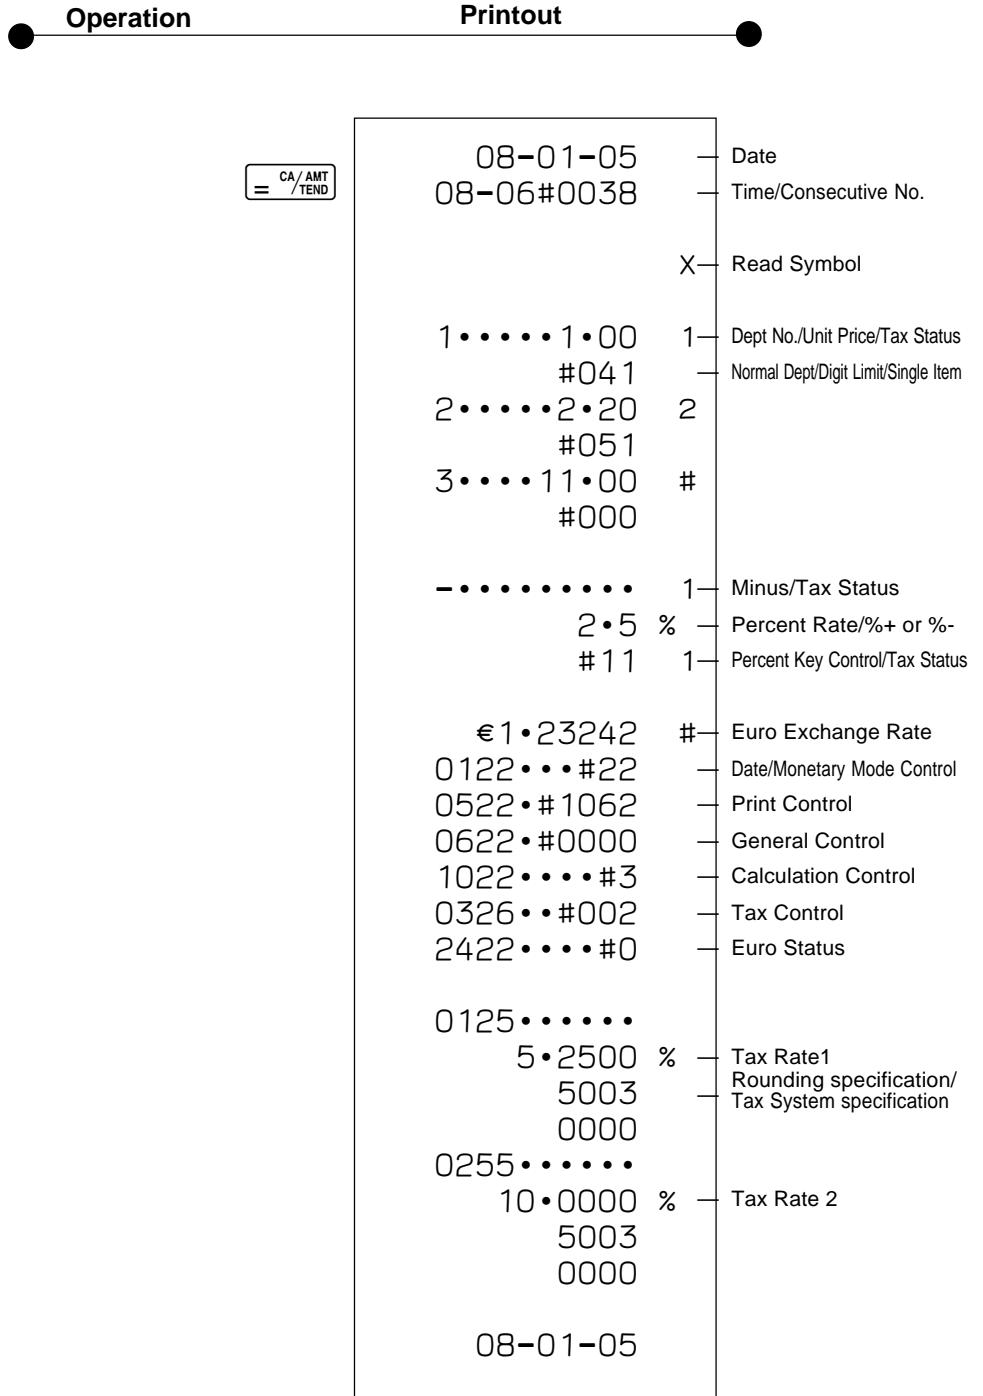 Operation Printout
= CA/AMT/TEND
08-01-05 — Date
08-06#0038 — Time/Consecutive No.
X — Read Symbol
1•••••1•00 1 — Dept No./Unit Price/Tax Status
#041 — Normal Dept/Digit Limit/Single Item
2•••••2•20 2
#051
3••••11•00 #
#000
-••••••••• 1 — Minus/Tax Status
2•5 % — Percent Rate/%+ or %-
#11 1 — Percent Key Control/Tax Status
€1•23242 # — Euro Exchange Rate
0122•••#22 — Date/Monetary Mode Control
0522•#1062 — Print Control
0622•#0000 — General Control
1022••••#3 — Calculation Control
0326••#002 — Tax Control
2422••••#0 — Euro Status
0125••••••
5•2500 % — Tax Rate1
Rounding specification/
5003 — Tax System specification
0000
0255••••••
10•0000 % — Tax Rate 2
5003
0000
08-01-05